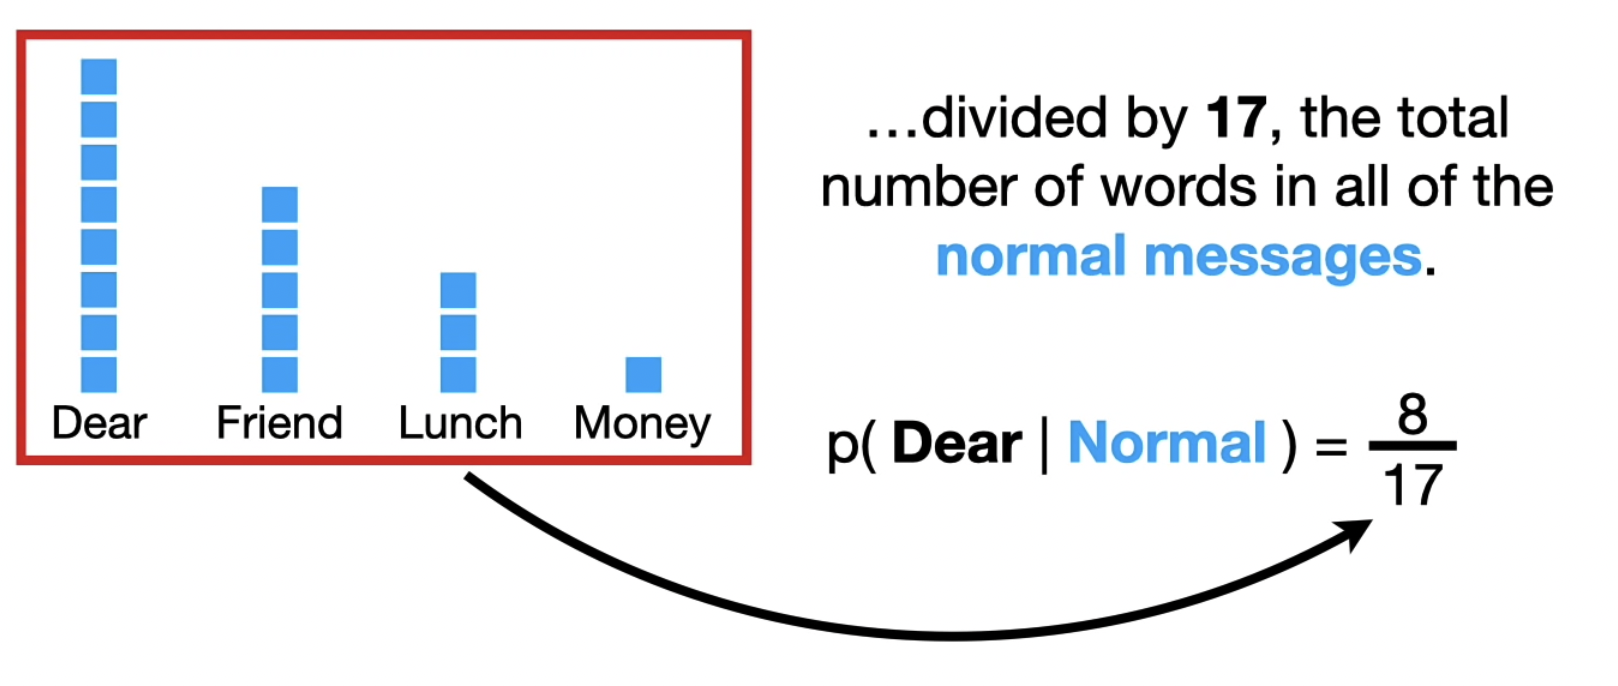 Dear Friend Lunch Money
…divided by 17, the total
number of words in all of the
normal messages.
p( Dear | Normal ) = 8
17